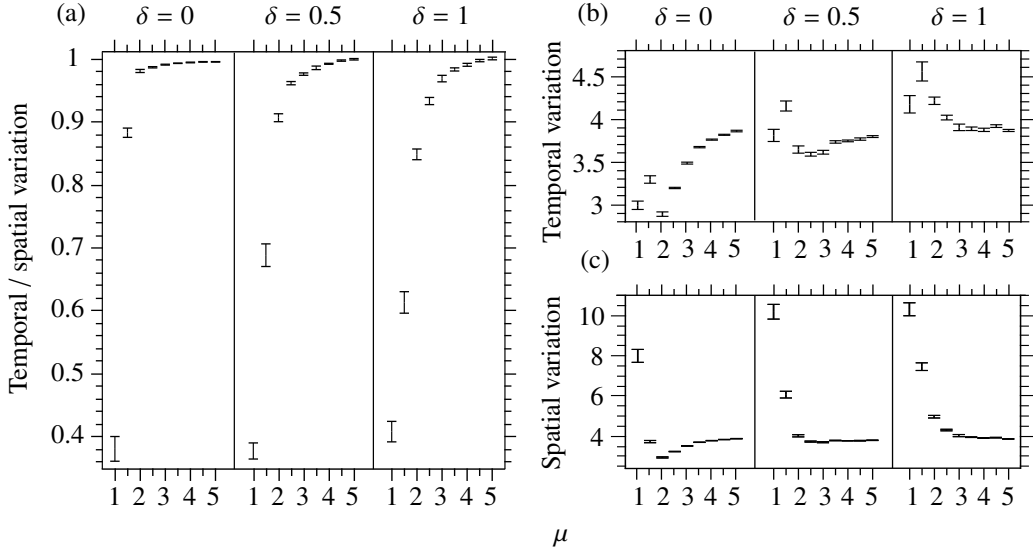 (a)
δ = 0 δ = 0.5 δ = 1
Temporal / spatial variation
1
0.9
0.8
0.7
0.6
0.5
0.4
1 2 3 4 5 1 2 3 4 5 1 2 3 4 5
(b)
δ = 0 δ = 0.5 δ = 1
Temporal variation
4.5
4
3.5
3
1 2 3 4 5 1 2 3 4 5 1 2 3 4 5
(c)
Spatial variation
10
8
6
4
1 2 3 4 5 1 2 3 4 5 1 2 3 4 5
μ